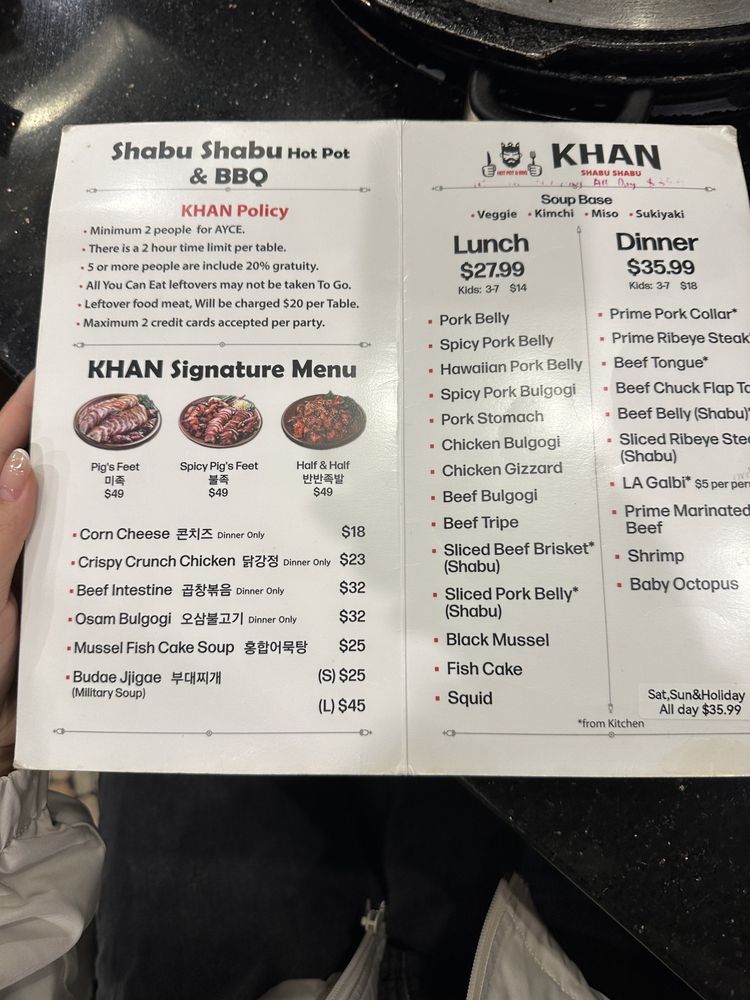 Shabu Shabu Hot Pot
& BBQ
KHAN Policy
• Minimum 2 people for AYCE.
• There is a 2 hour time limit per table.
• 5 or more people are include 20% gratuity.
• All You Can Eat leftovers may not be taken To Go.
• Leftover food meat, Will be charged $20 per Table.
• Maximum 2 credit cards accepted per party.
KHAN Signature Menu
Pig's Feet
미족
$49
Spicy Pig's Feet
불족
$49
Half & Half
반반족발
$49
Corn Cheese 콘치즈 Dinner Only $18
Crispy Crunch Chicken 닭강정 Dinner Only $23
Beef Intestine 곱창볶음 Dinner Only $32
Osam Bulgogi 오삼불고기 Dinner Only $32
Mussel Fish Cake Soup 홍합어묵탕 $25
Budae Jjigae 부대찌개 (S) $25
(Military Soup)
(L) $45
HOT POT & BBQ
KHAN
SHABU SHABU
All Day
Soup Base
• Veggie • Kimchi • Miso • Sukiyaki
Lunch
$27.99
Kids: 3-7 $14
Pork Belly
Spicy Pork Belly
Hawaiian Pork Belly
Spicy Pork Bulgogi
Pork Stomach
Chicken Bulgogi
Chicken Gizzard
Beef Bulgogi
Beef Tripe
Sliced Beef Brisket*
(Shabu)
Sliced Pork Belly*
(Shabu)
Black Mussel
Fish Cake
Squid
Dinner
$35.99
Kids: 3-7 $18
Prime Pork Collar*
Prime Ribeye Steak
Beef Tongue*
Beef Chuck Flap
Beef Belly (Shabu)*
Sliced Ribeye
(Shabu)
LA Galbi* $5 per
Prime Marinated
Beef
Shrimp
Baby Octopus
Sat,Sun&Holiday
All day $35.99
*from Kitchen